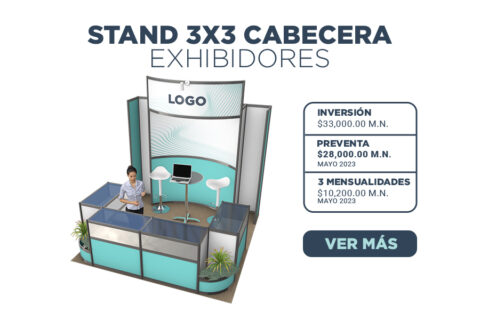 STAND 3X3 CABECERA
EXHIBIDORES
LOGO
INVERSIÓN
$33,000.00 M.N.
PREVENTA
$28,000.00 M.N.
MAYO 2023
3 MENSUALIDADES
$10,200.00 M.N.
MAYO 2023
VER MÁS